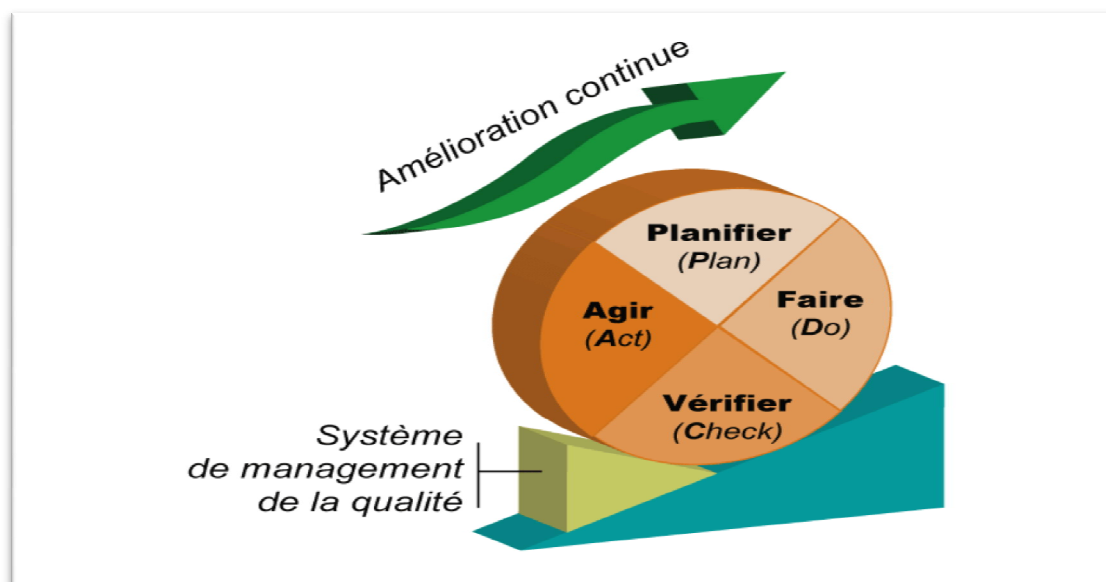 Amélioration continue
Planifier
(Plan)
Faire
(Do)
Agir
(Act)
Vérifier
(Check)
Système
de management
de la qualité